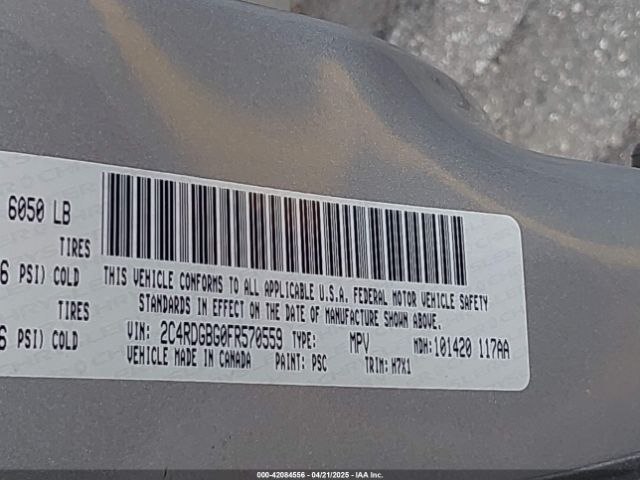 6050 LB
TIRES
6 PSI) COLD
TIRES
6 PSI) COLD
THIS VEHICLE CONFORMS TO ALL APPLICABLE U.S.A. FEDERAL MOTOR VEHICLE SAFETY
STANDARDS IN EFFECT ON THE DATE OF MANUFACTURE SHOWN ABOVE.
VIN: 2C4RDGBG0FR570559 TYPE: MPV MDH:101420 117AA
VEHICLE MADE IN CANADA PAINT: PSC TRIM: H7X1
000-42084556 - 04/21/2025 - IAA Inc.